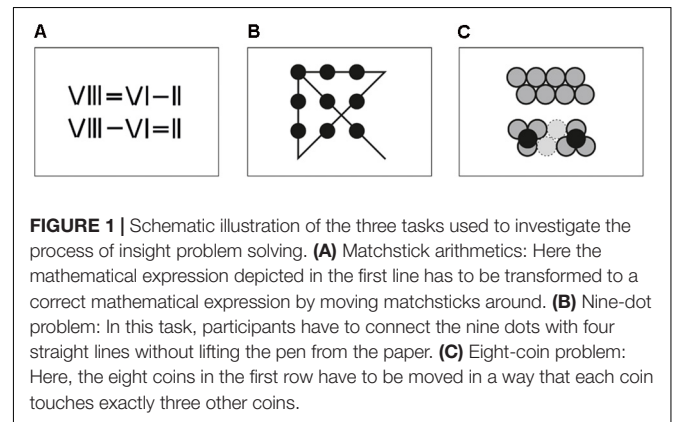 A
B
C
VIII=VI−II
VIII−VI=II
FIGURE 1 | Schematic illustration of the three tasks used to investigate the
process of insight problem solving. (A) Matchstick arithmetics: Here the
mathematical expression depicted in the first line has to be transformed to a
correct mathematical expression by moving matchsticks around. (B) Nine-dot
problem: In this task, participants have to connect the nine dots with four
straight lines without lifting the pen from the paper. (C) Eight-coin problem:
Here, the eight coins in the first row have to be moved in a way that each coin
touches exactly three other coins.